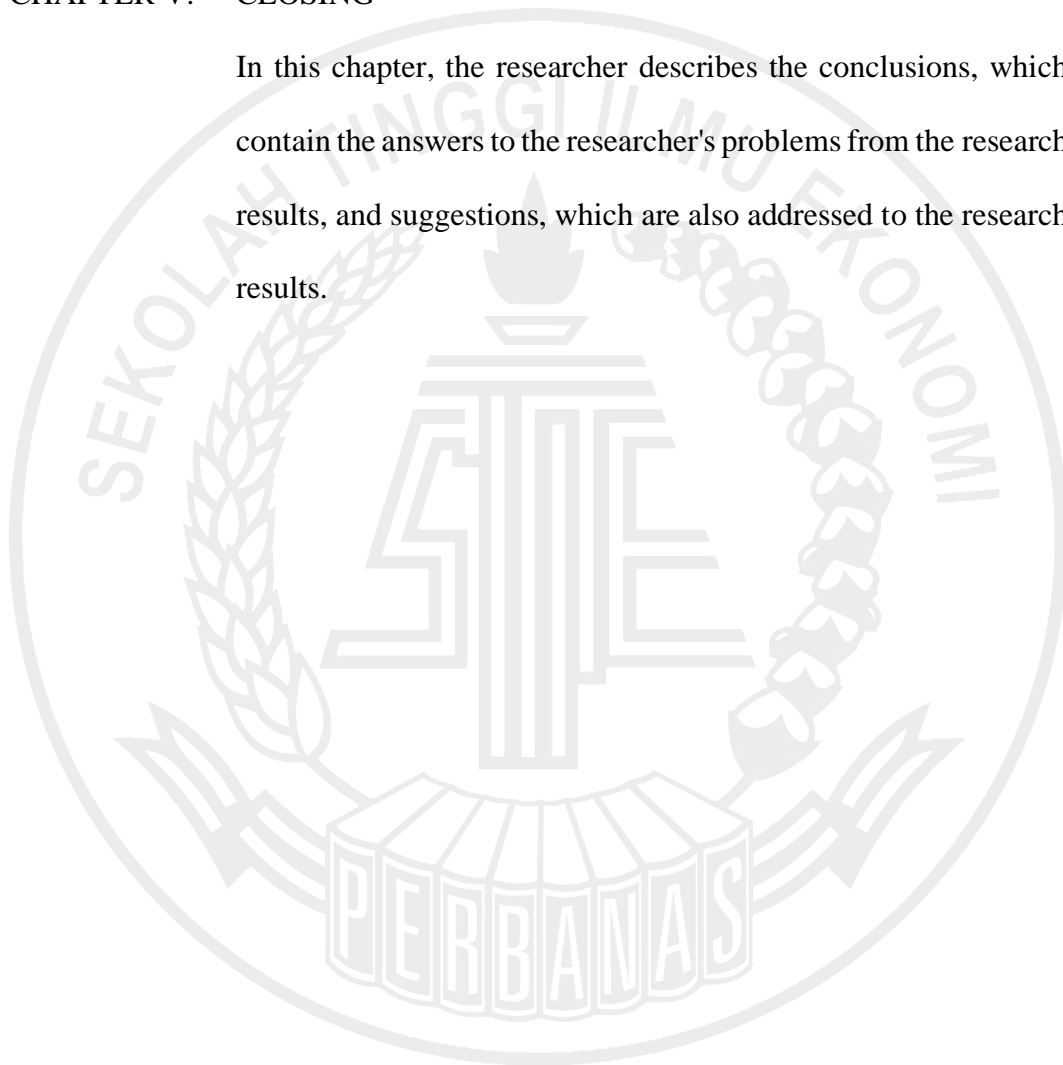 CHAPTER V: CLOSING
In this chapter, the researcher describes the conclusions, which
contain the answers to the researcher's problems from the research
results, and suggestions, which are also addressed to the research
results.
SEKOLAH TINGGI ILMU EKONOMI
STIE
PERBANAS